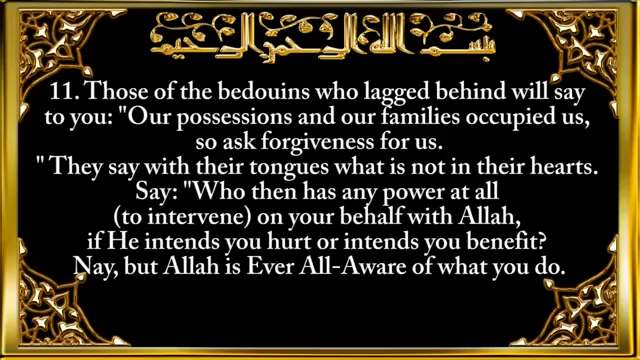 بسم الله الرحمن الرحيم
11. Those of the bedouins who lagged behind will say
to you: "Our possessions and our families occupied us,
so ask forgiveness for us.
" They say with their tongues what is not in their hearts.
Say: "Who then has any power at all
(to intervene) on your behalf with Allah,
if He intends you hurt or intends you benefit?
Nay, but Allah is Ever All-Aware of what you do.